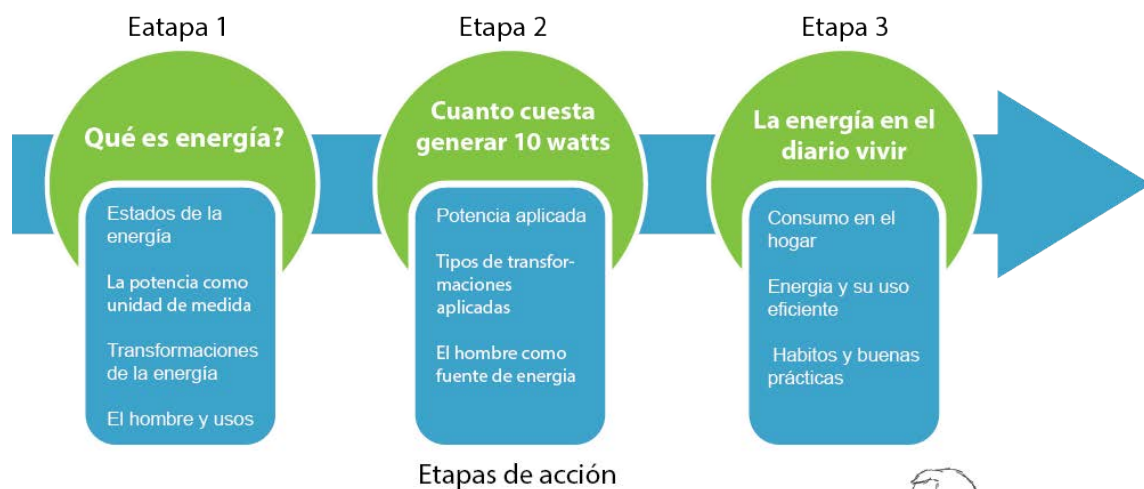 Eatapa 1
Qué es energía?
Estados de la
energía
La potencia como
unidad de medida
Transformaciones
de la energía
El hombre y usos
Etapa 2
Cuanto cuesta
generar 10 watts
Potencia aplicada
Tipos de transfor-
maciones
aplicadas
El hombre como
fuente de energia
Etapa 3
La energía en el
diario vivir
Consumo en el
hogar
Energia y su uso
eficiente
Habitos y buenas
prácticas
Etapas de acción